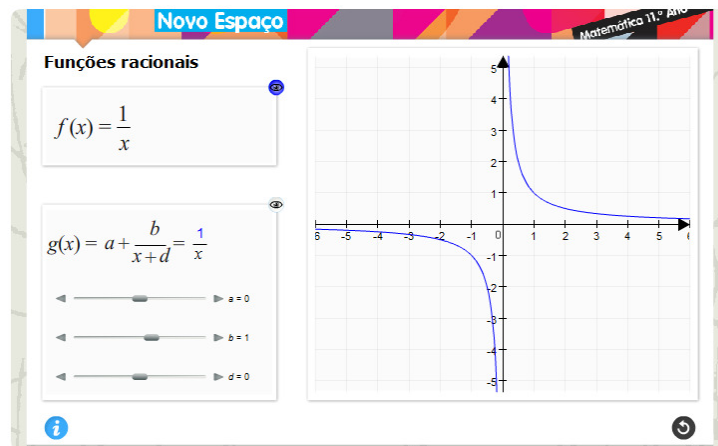 Novo Espaço
Matemática 11.º Ano
Funções racionais
f(x) = 1/x
g(x) = a + b/(x+d) = 1/x
a = 0
b = 1
d = 0
5
4
3
2
1
6 -5 -4 -3 -2 -1 0 1 2 3 4 5 6
-1
-2
-3
-4
-5